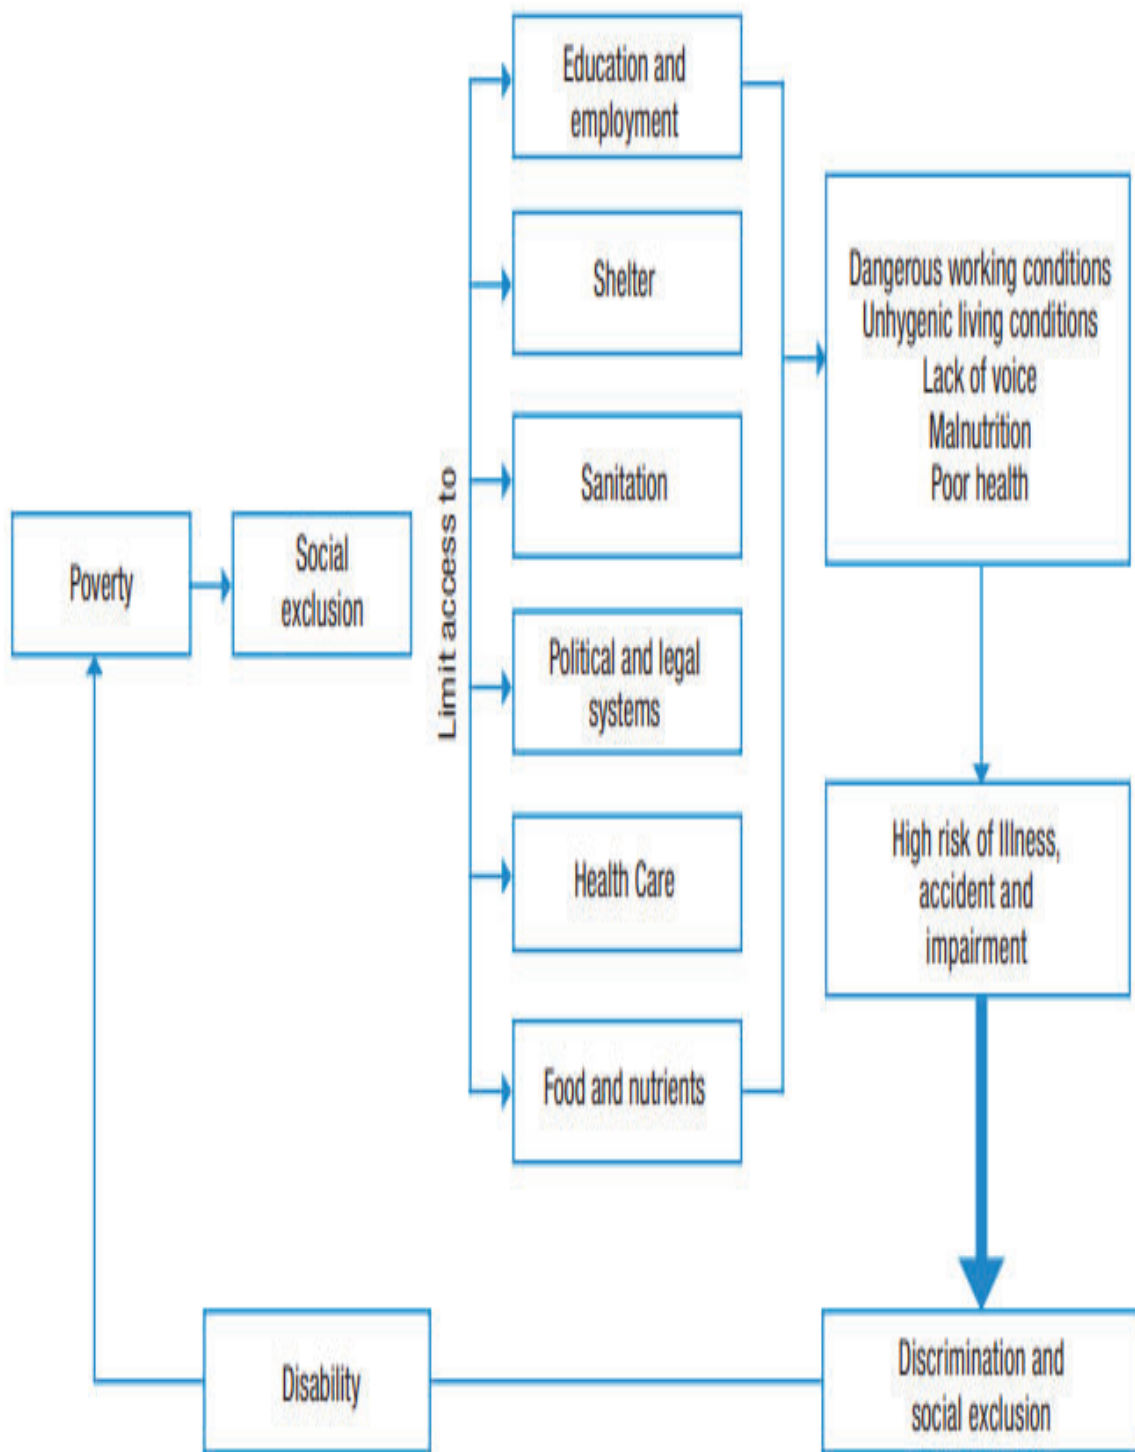 Poverty
Social
exclusion
Limit access to
Education and
employment
Shelter
Sanitation
Political and legal
systems
Health Care
Food and nutrients
Dangerous working conditions
Unhygenic living conditions
Lack of voice
Malnutrition
Poor health
High risk of Illness,
accident and
impairment
Discrimination and
social exclusion
Disability